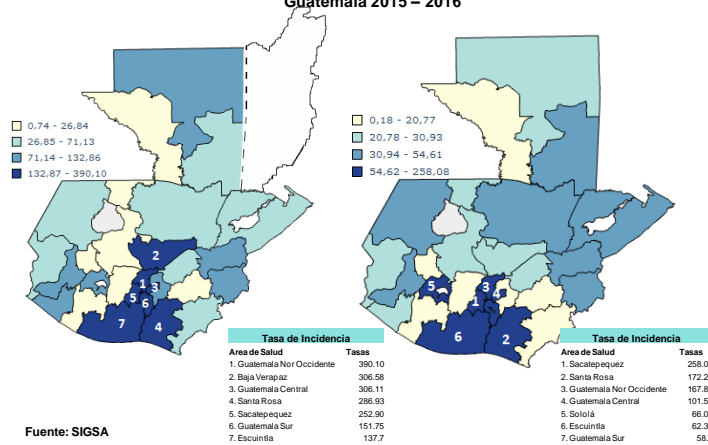 Guatemala 2015 – 2016
0,74 - 26,84
26,85 - 71,13
71,14 - 132,86
132,87 - 390,10
2
1
3
5
6
7
4
0,18 - 20,77
20,78 - 30,93
30,94 - 54,61
54,62 - 258,08
5
3
4
1
6
2
Tasa de Incidencia
Area de Salud Tasas
1. Guatemala Nor Occidente 390.10
2. Baja Verapaz 306.58
3. Guatemala Central 306.11
4. Santa Rosa 286.93
5. Sacatepequez 252.90
6. Guatemala Sur 151.75
7. Escuintla 137.7
Tasa de Incidencia
Area de Salud Tasas
1. Sacatepequez 258.0
2. Santa Rosa 172.2
3. Guatemala Nor Occidente 167.8
4. Guatemala Central 101.5
5. Sololá 66.0
6. Escuintla 62.3
7. Guatemala Sur 58.
Fuente: SIGSA